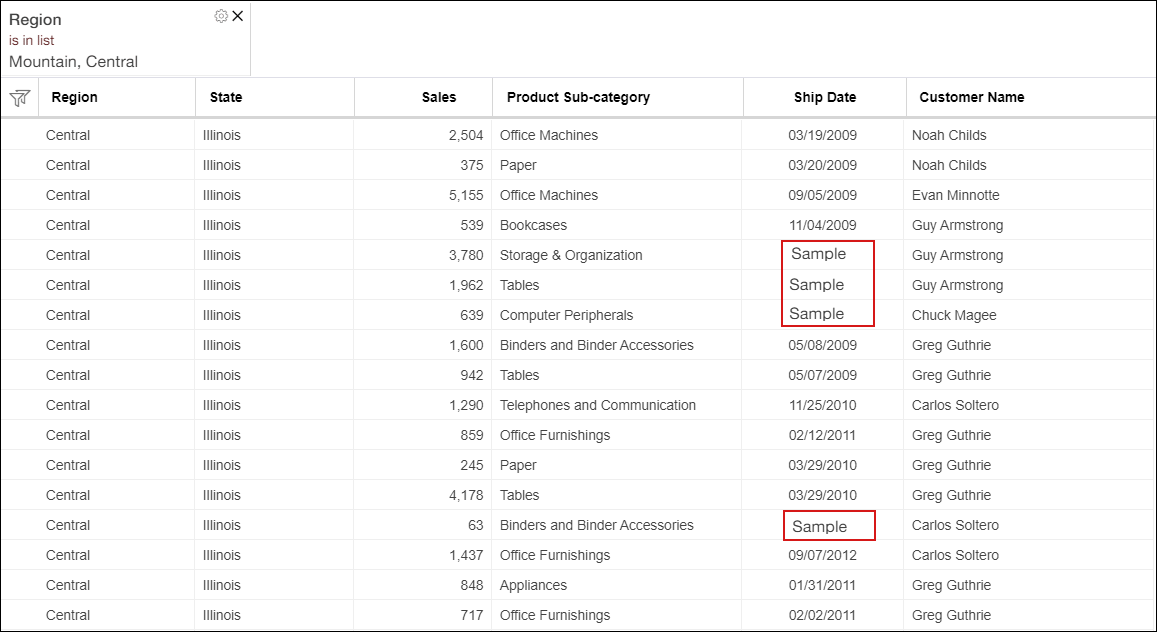 Region
is in list
Mountain, Central
Region State Sales Product Sub-category Ship Date Customer Name
Central Illinois 2,504 Office Machines 03/19/2009 Noah Childs
Central Illinois 375 Paper 03/20/2009 Noah Childs
Central Illinois 5,155 Office Machines 09/05/2009 Evan Minnotte
Central Illinois 539 Bookcases 11/04/2009 Guy Armstrong
Central Illinois 3,780 Storage & Organization Sample Guy Armstrong
Central Illinois 1,962 Tables Sample Guy Armstrong
Central Illinois 639 Computer Peripherals Sample Chuck Magee
Central Illinois 1,600 Binders and Binder Accessories 05/08/2009 Greg Guthrie
Central Illinois 942 Tables 05/07/2009 Greg Guthrie
Central Illinois 1,290 Telephones and Communication 11/25/2010 Carlos Soltero
Central Illinois 859 Office Furnishings 02/12/2011 Greg Guthrie
Central Illinois 245 Paper 03/29/2010 Greg Guthrie
Central Illinois 4,178 Tables 03/29/2010 Greg Guthrie
Central Illinois 63 Binders and Binder Accessories Sample Carlos Soltero
Central Illinois 1,437 Office Furnishings 09/07/2012 Carlos Soltero
Central Illinois 848 Appliances 01/31/2011 Greg Guthrie
Central Illinois 717 Office Furnishings 02/02/2011 Greg Guthrie